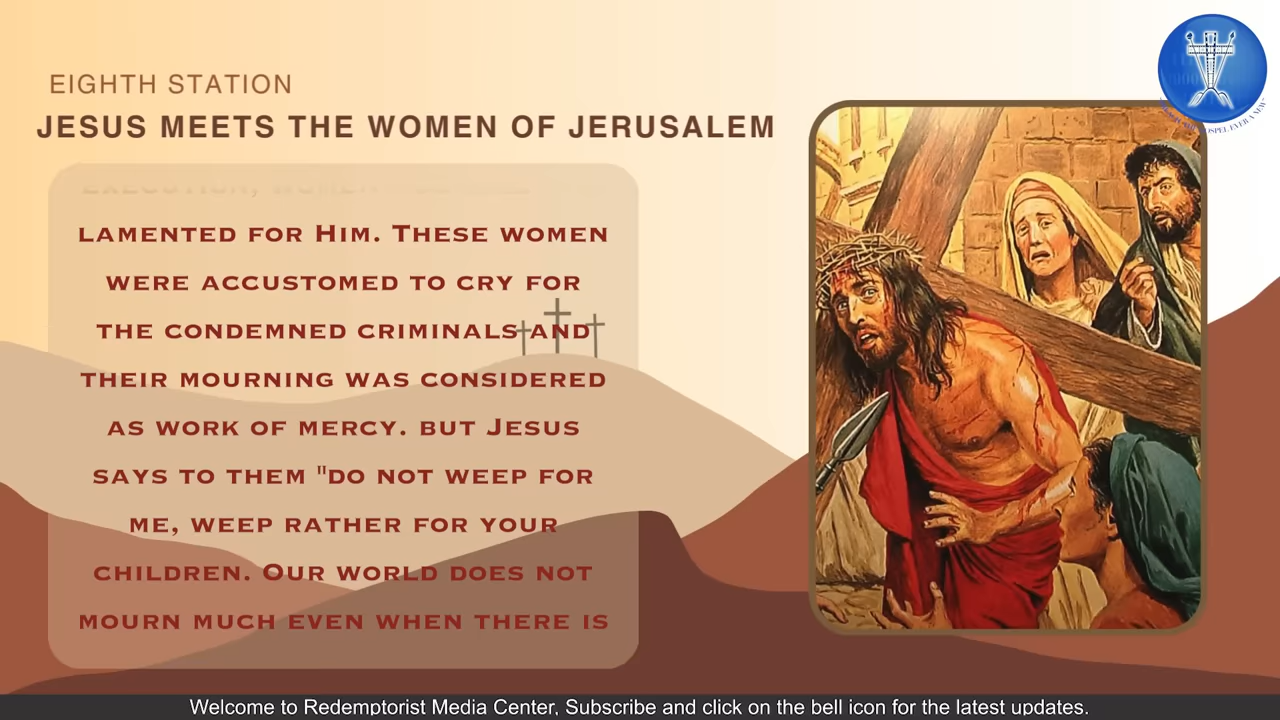 EIGHTH STATION
JESUS MEETS THE WOMEN OF JERUSALEM
LAMENTED FOR HIM. THESE WOMEN
WERE ACCUSTOMED TO CRY FOR
THE CONDEMNED CRIMINALS AND
THEIR MOURNING WAS CONSIDERED
AS WORK OF MERCY. BUT JESUS
SAYS TO THEM "DO NOT WEEP FOR
ME, WEEP RATHER FOR YOUR
CHILDREN. OUR WORLD DOES NOT
MOURN MUCH EVEN WHEN THERE IS
Welcome to Redemptorist Media Center, Subscribe and click on the bell icon for the latest updates.